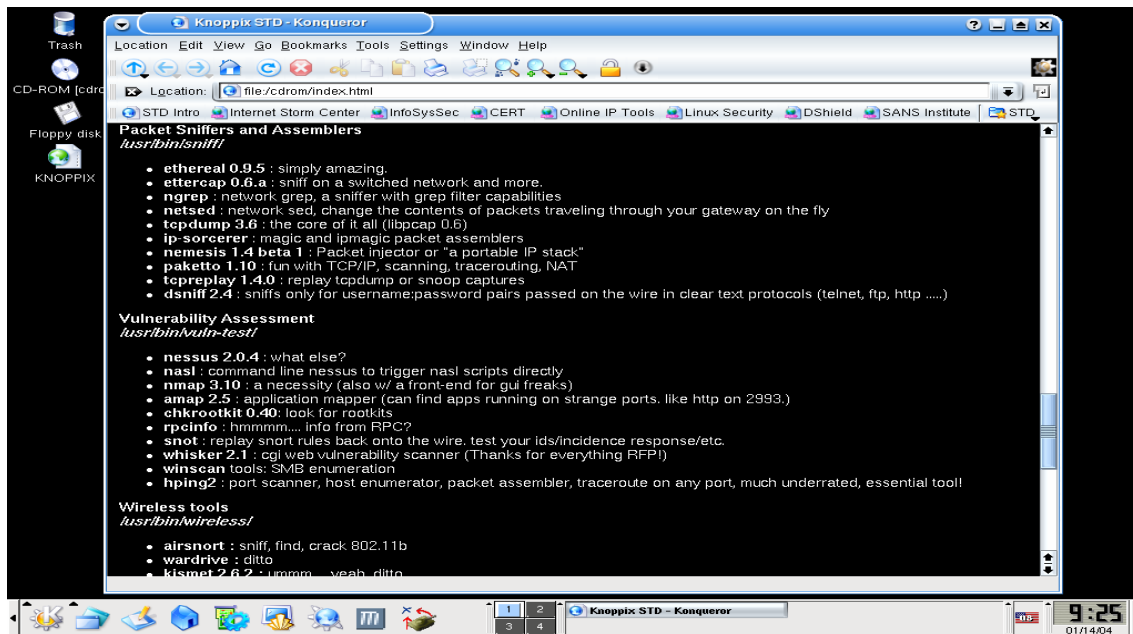 Trash
CD-ROM [cdro
Floppy disk
KNOPPIX
Knoppix STD - Konqueror
Location Edit View Go Bookmarks Tools Settings Window Help
Location: file:/cdrom/index.html
STD Intro Internet Storm Center InfoSysSec CERT Online IP Tools Linux Security DShield SANS Institute STD
Packet Sniffers and Assemblers
/usr/bin/sniff/
• ethereal 0.9.5 : simply amazing.
• ettercap 0.6.a : sniff on a switched network and more.
• ngrep : network grep, a sniffer with grep filter capabilities
• netsed : network sed, change the contents of packets traveling through your gateway on the fly
• tcpdump 3.6 : the core of it all (libpcap 0.6)
• ip-sorcerer : magic and ipmagic packet assemblers
• nemesis 1.4 beta 1 : Packet injector or "a portable IP stack"
• paketto 1.10 : fun with TCP/IP, scanning, tracerouting, NAT
• tcpreplay 1.4.0 : replay tcpdump or snoop captures
• dsniff 2.4 : sniffs only for username:password pairs passed on the wire in clear text protocols (telnet, ftp, http .....)
Vulnerability Assessment
/usr/bin/vuln-test/
• nessus 2.0.4 : what else?
• nasl : command line nessus to trigger nasl scripts directly
• nmap 3.10 : a necessity (also w/ a front-end for gui freaks)
• amap 2.5 : application mapper (can find apps running on strange ports. like http on 2993.)
• chkrootkit 0.40: look for rootkits
• rpcinfo : hmmmm.... info from RPC?
• snot : replay snort rules back onto the wire. test your ids/incidence response/etc.
• whisker 2.1 : cgi web vulnerability scanner (Thanks for everything RFP!)
• winscan tools: SMB enumeration
• hping2 : port scanner, host enumerator, packet assembler, traceroute on any port, much underrated, essential tool!
Wireless tools
/usr/bin/wireless/
• airsnort : sniff, find, crack 802.11b
• wardrive : ditto
• kismet 2.6.2 : ummm... yeah, ditto
1 2 3 4
Knoppix STD - Konqueror
us
9:25
01/14/04